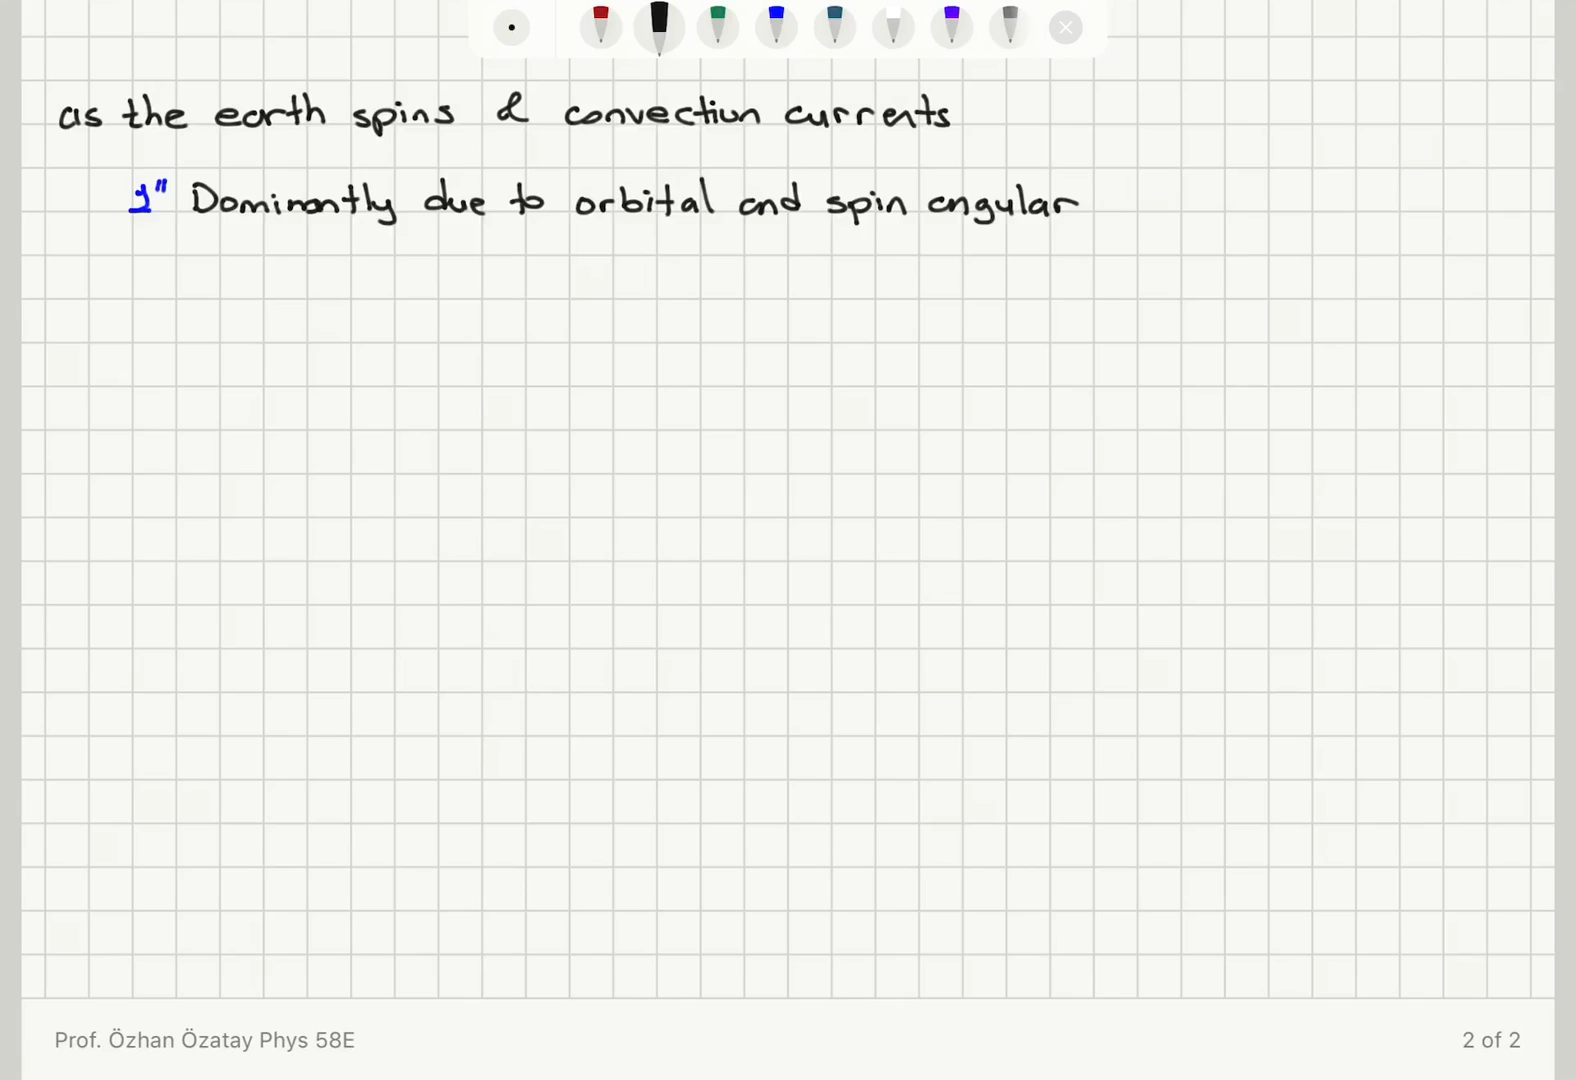 as the earth spins & convection currents
1" Dominantly due to orbital and spin angular
Prof. Özhan Özatay Phys 58E
2 of 2